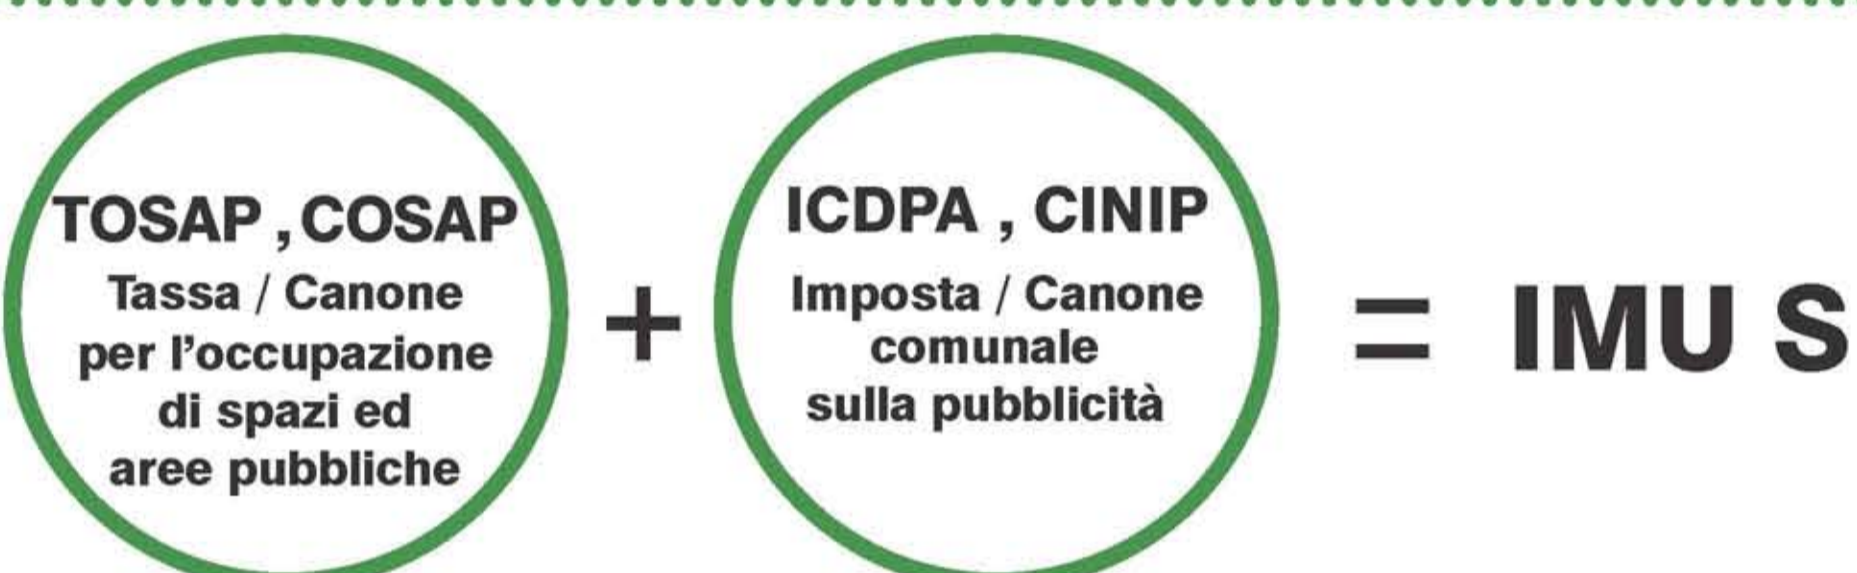 TOSAP , COSAP
Tassa / Canone
per l'occupazione
di spazi ed
aree pubbliche
+
ICDPA , CINIP
Imposta / Canone
comunale
sulla pubblicità
= IMU S